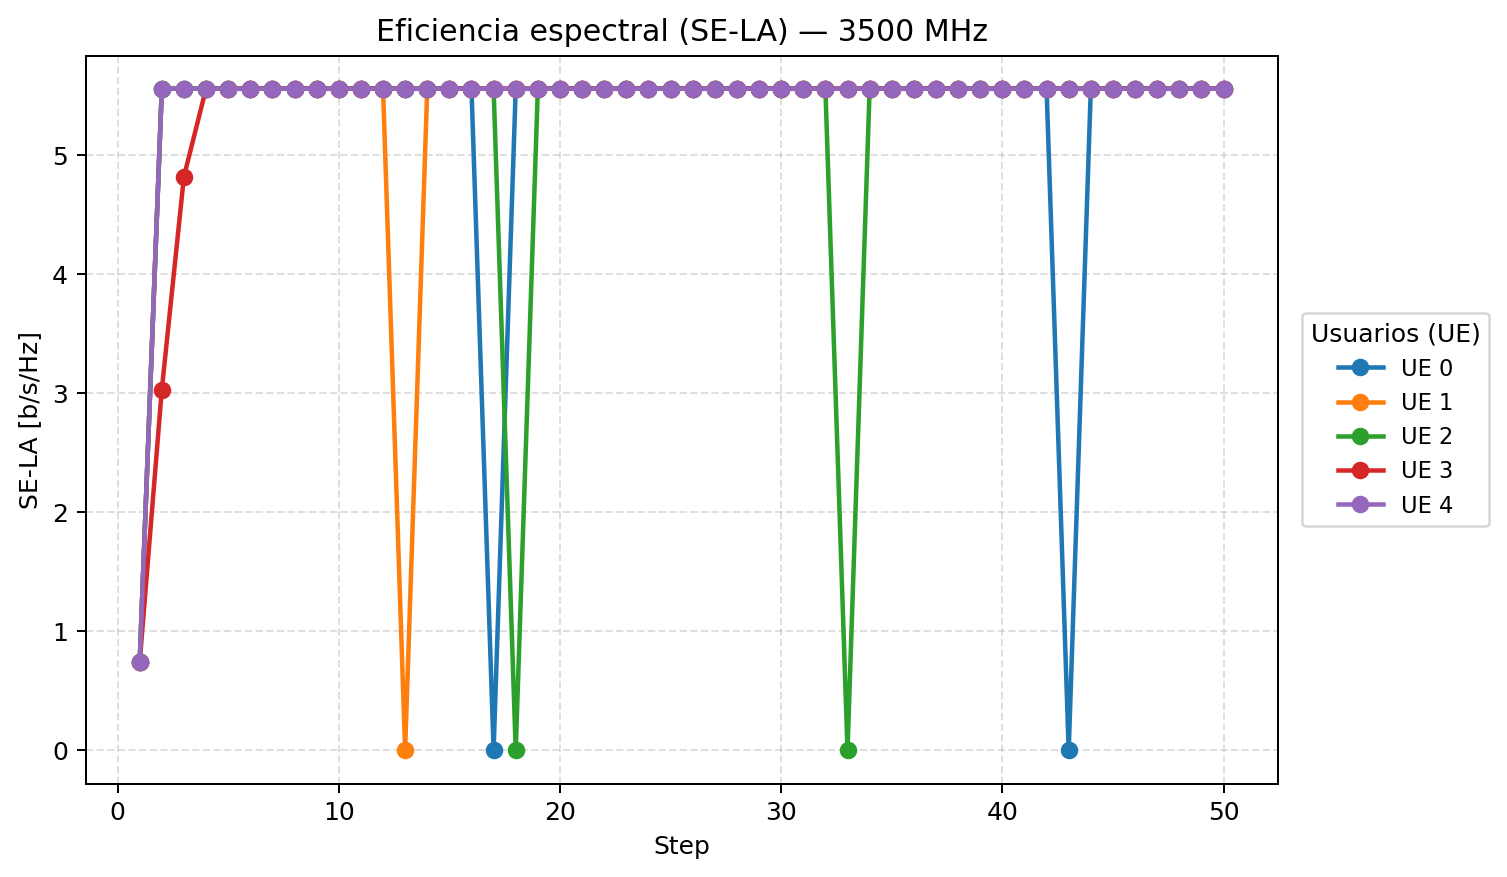 Eficiencia espectral (SE-LA) — 3500 MHz
SE-LA [b/s/Hz]
5
4
3
2
1
0
0 10 20 30 40 50
Step
Usuarios (UE)
UE 0
UE 1
UE 2
UE 3
UE 4